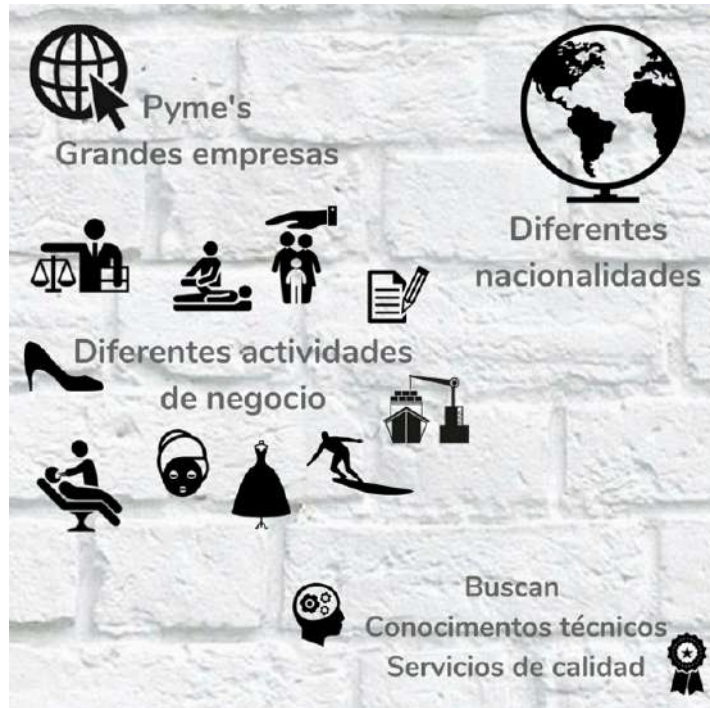 Pyme's
Grandes empresas
Diferentes
nacionalidades
Diferentes actividades
de negocio
Buscan
Conocimentos técnicos
Servicios de calidad